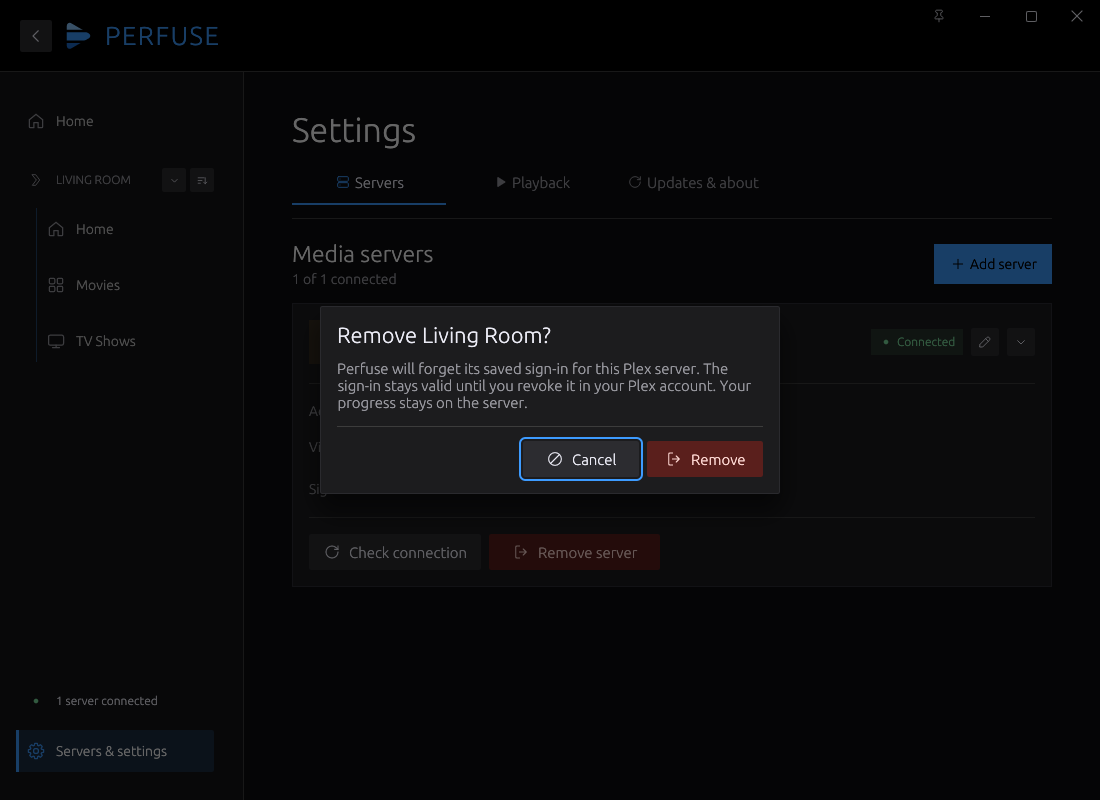 PERFUSE
Home
LIVING ROOM
Home
Movies
TV Shows
1 server connected
Servers & settings
Settings
Servers
Playback
Updates & about
Media servers
1 of 1 connected
+ Add server
Connected
Remove Living Room?
Perfuse will forget its saved sign-in for this Plex server. The
sign-in stays valid until you revoke it in your Plex account. Your
progress stays on the server.
Cancel
Remove
Check connection
Remove server